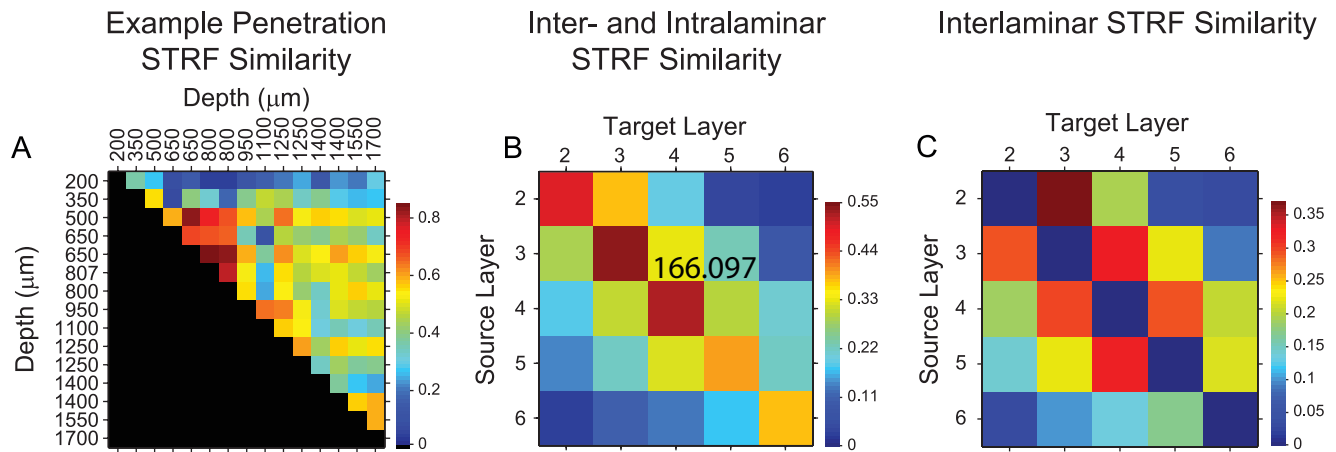 Example Penetration
STRF Similarity
Depth (μm)
A
200 350 500 650 650 800 800 950 1100 1250 1250 1400 1400 1550 1700
200
350
500
650
650
807
800
950
1100
1250
1250
1400
1400
1550
1700
Depth (μm)
0.8
0.6
0.4
0.2
0
Inter- and Intralaminar
STRF Similarity
Target Layer
B
2 3 4 5 6
2
3
4
5
6
Source Layer
166.097
0.55
0.44
0.33
0.22
0.11
0
Interlaminar STRF Similarity
Target Layer
C
2 3 4 5 6
2
3
4
5
6
Source Layer
0.35
0.3
0.25
0.2
0.15
0.1
0.05
0